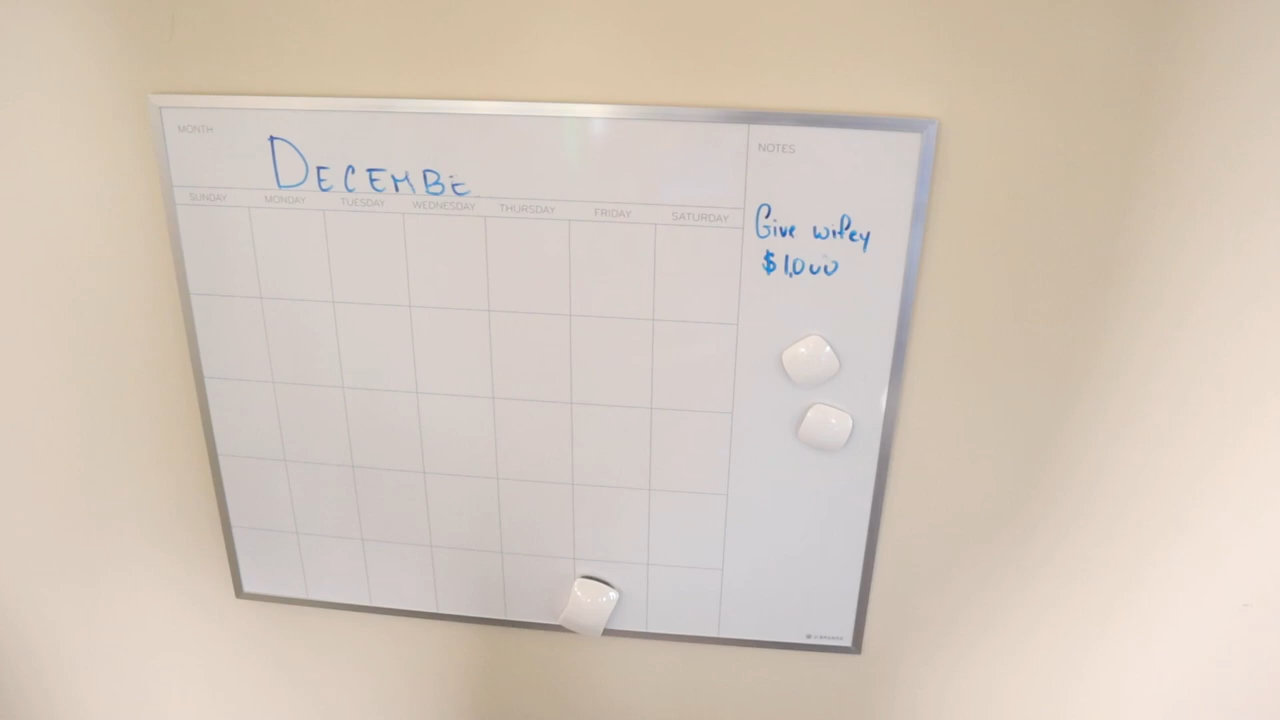 MONTH
DECEMBE
NOTES
SUNDAY MONDAY TUESDAY WEDNESDAY THURSDAY FRIDAY SATURDAY
Give wifey
$1,000